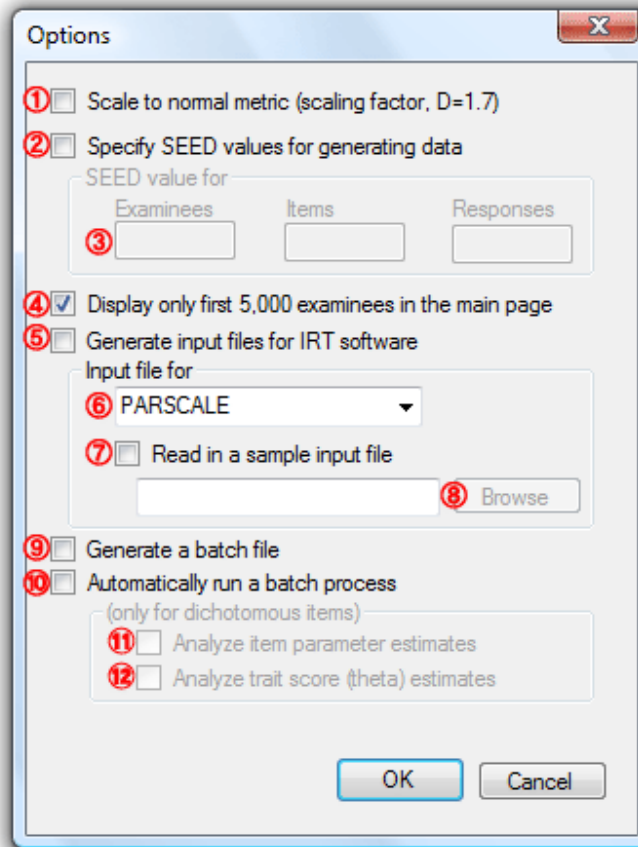 Options
① Scale to normal metric (scaling factor, D=1.7)
② Specify SEED values for generating data
SEED value for
Examinees Items Responses
③
④ Display only first 5,000 examinees in the main page
⑤ Generate input files for IRT software
Input file for
⑥ PARSCALE
⑦ Read in a sample input file
⑧ Browse
⑨ Generate a batch file
⑩ Automatically run a batch process
(only for dichotomous items)
⑪ Analyze item parameter estimates
⑫ Analyze trait score (theta) estimates
OK Cancel